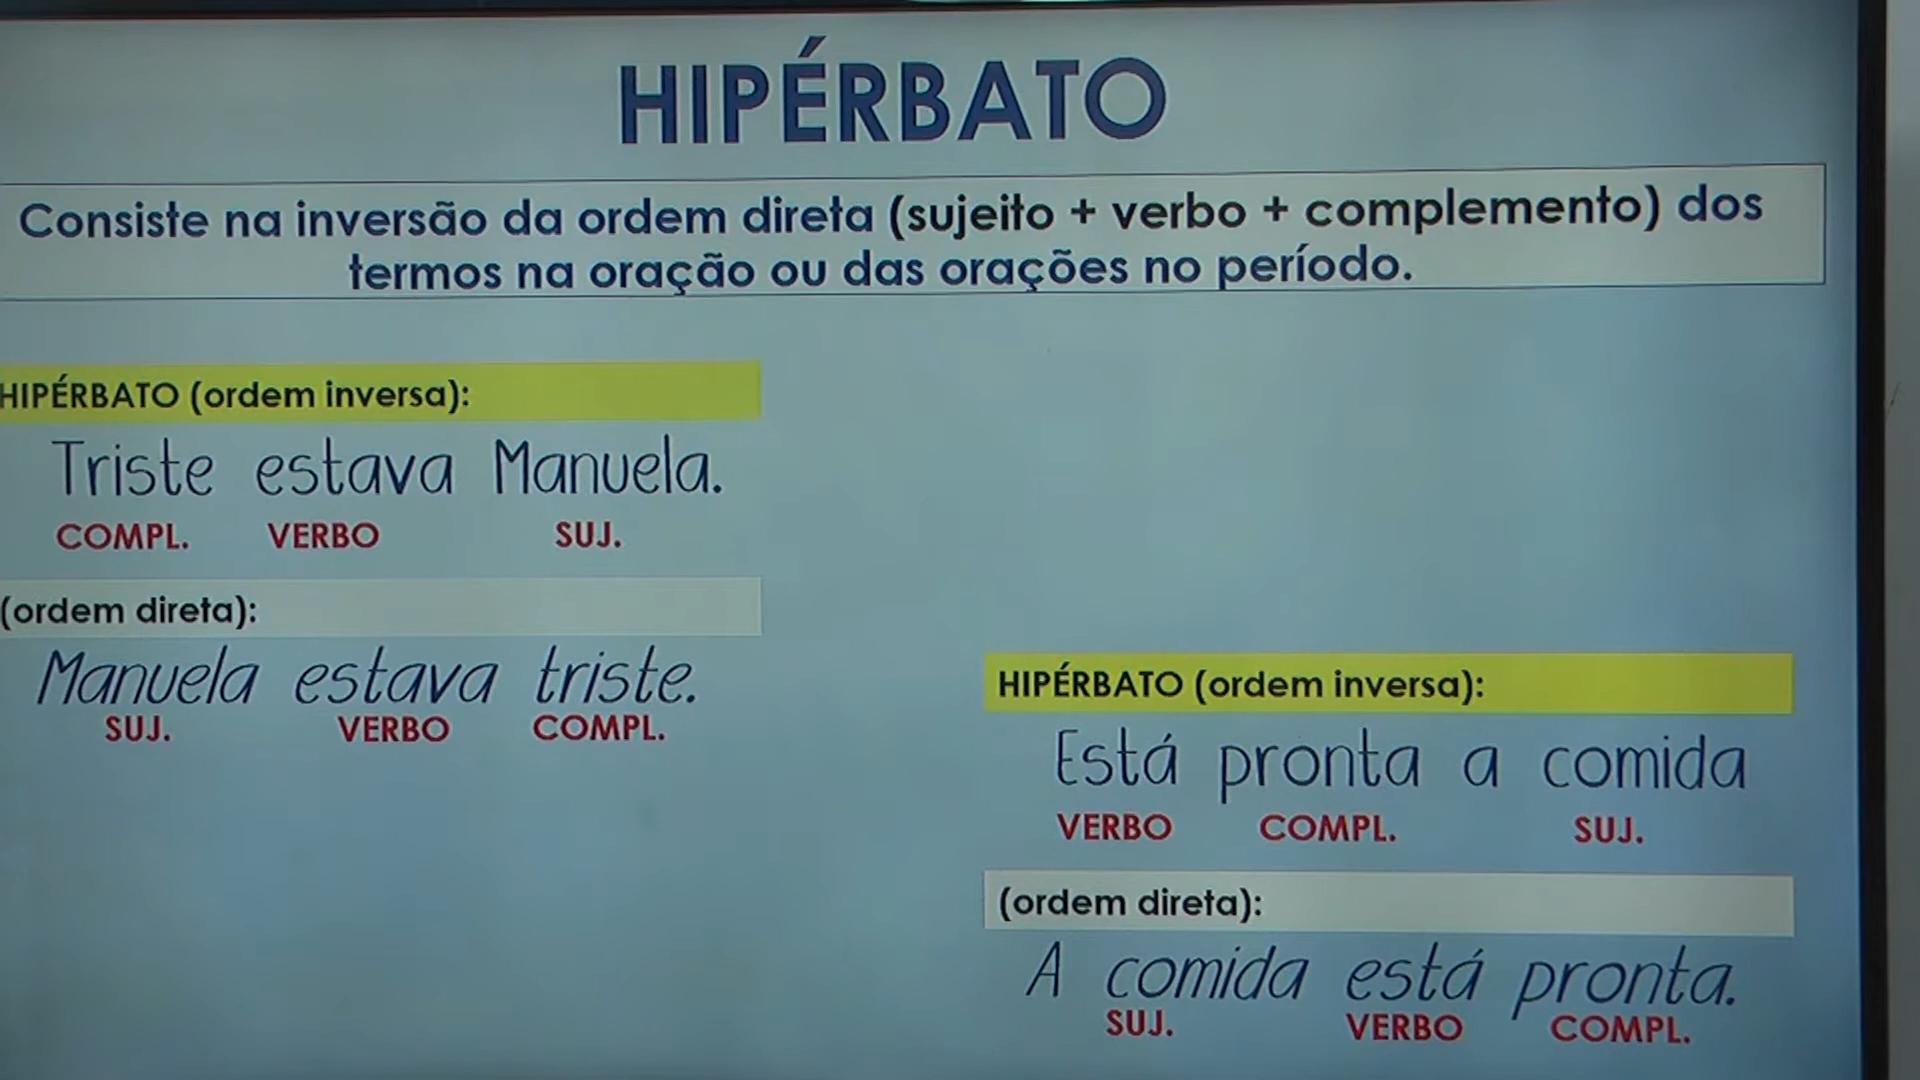 HIPÉRBATO
Consiste na inversão da ordem direta (sujeito + verbo + complemento) dos
termos na oração ou das orações no período.
HIPÉRBATO (ordem inversa):
Triste estava Manuela.
COMPL. VERBO SUJ.
(ordem direta):
Manuela estava triste.
SUJ. VERBO COMPL.
HIPÉRBATO (ordem inversa):
Está pronta a comida
VERBO COMPL. SUJ.
(ordem direta):
A comida está pronta.
SUJ. VERBO COMPL.